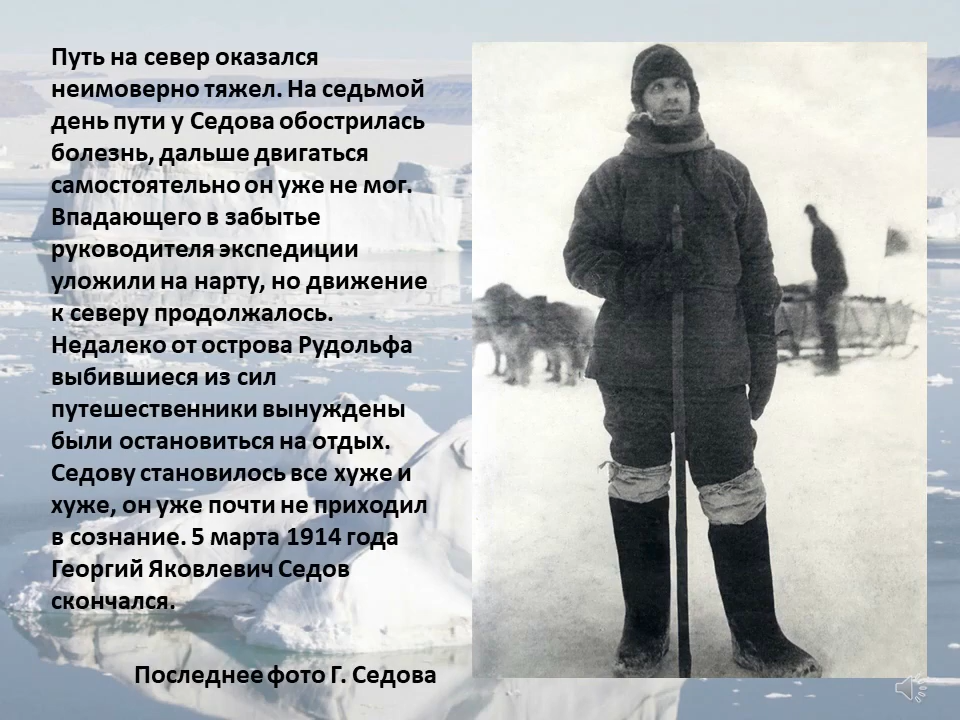 Путь на север оказался
неимоверно тяжел. На седьмой
день пути у Седова обострилась
болезнь, дальше двигаться
самостоятельно он уже не мог.
Впадающего в забытье
руководителя экспедиции
уложили на нарту, но движение
к северу продолжалось.
Недалеко от острова Рудольфа
выбившиеся из сил
путешественники вынуждены
были остановиться на отдых.
Седову становилось все хуже и
хуже, он уже почти не приходил
в сознание. 5 марта 1914 года
Георгий Яковлевич Седов
скончался.
Последнее фото Г. Седова